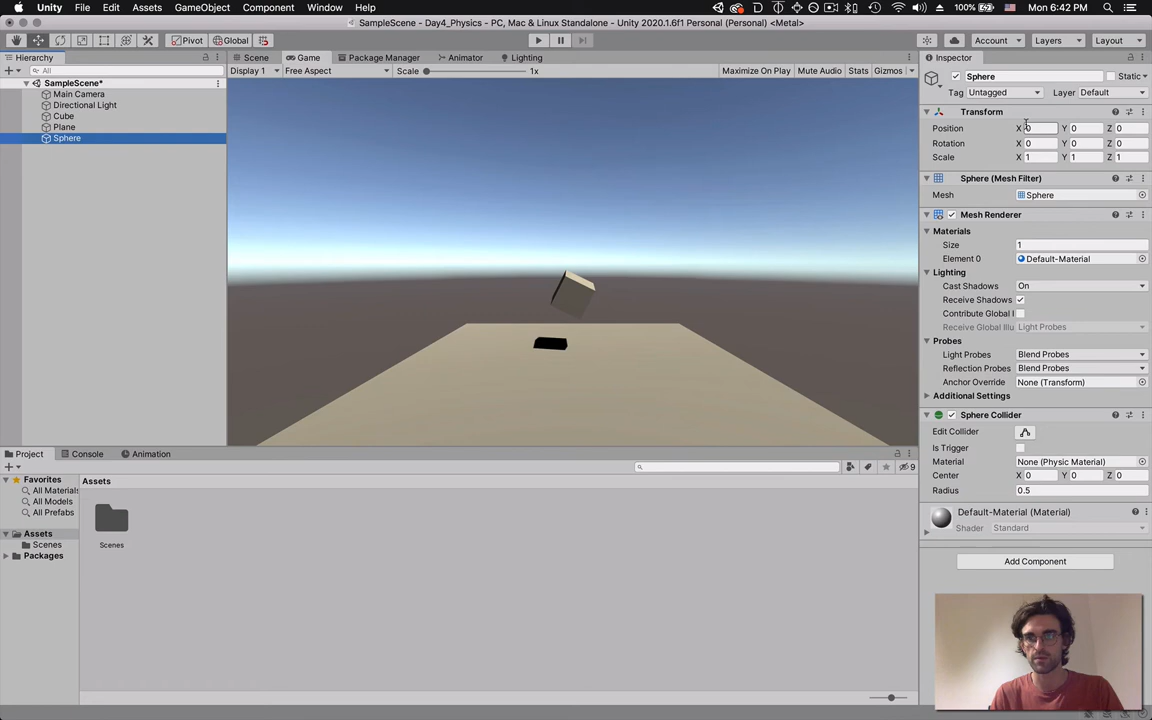 Unity File Edit Assets GameObject Component Window Help 100% Mon 6:42 PM
SampleScene - Day4_Physics - PC, Mac & Linux Standalone - Unity 2020.1.6f1 Personal (Personal) <Metal>
Pivot Global Account Layers Layout
Hierarchy
All
SampleScene*
Main Camera
Directional Light
Cube
Plane
Sphere
Scene Game Package Manager Animator Lighting
Display 1 Free Aspect Scale 1x Maximize On Play Mute Audio Stats Gizmos
Inspector
Sphere Static
Tag Untagged Layer Default
Transform
Position X 0 Y 0 Z 0
Rotation X 0 Y 0 Z 0
Scale X 1 Y 1 Z 1
Sphere (Mesh Filter)
Mesh Sphere
Mesh Renderer
Materials
Size 1
Element 0 Default-Material
Lighting
Cast Shadows On
Receive Shadows
Contribute Global I
Receive Global Illu Light Probes
Probes
Light Probes Blend Probes
Reflection Probes Blend Probes
Anchor Override None (Transform)
Additional Settings
Sphere Collider
Edit Collider
Is Trigger
Material None (Physic Material)
Center X 0 Y 0 Z 0
Radius 0.5
Default-Material (Material)
Shader Standard
Add Component
Project Console Animation
9
Favorites
All Materials
All Models
All Prefabs
Assets
Scenes
Packages
Assets
Scenes